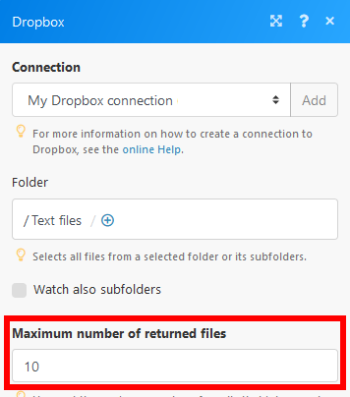 Dropbox
? ×
Connection
My Dropbox connection
Add
For more information on how to create a connection to
Dropbox, see the online Help.
Folder
/ Text files /
Selects all files from a selected folder or its subfolders.
Watch also subfolders
Maximum number of returned files
10